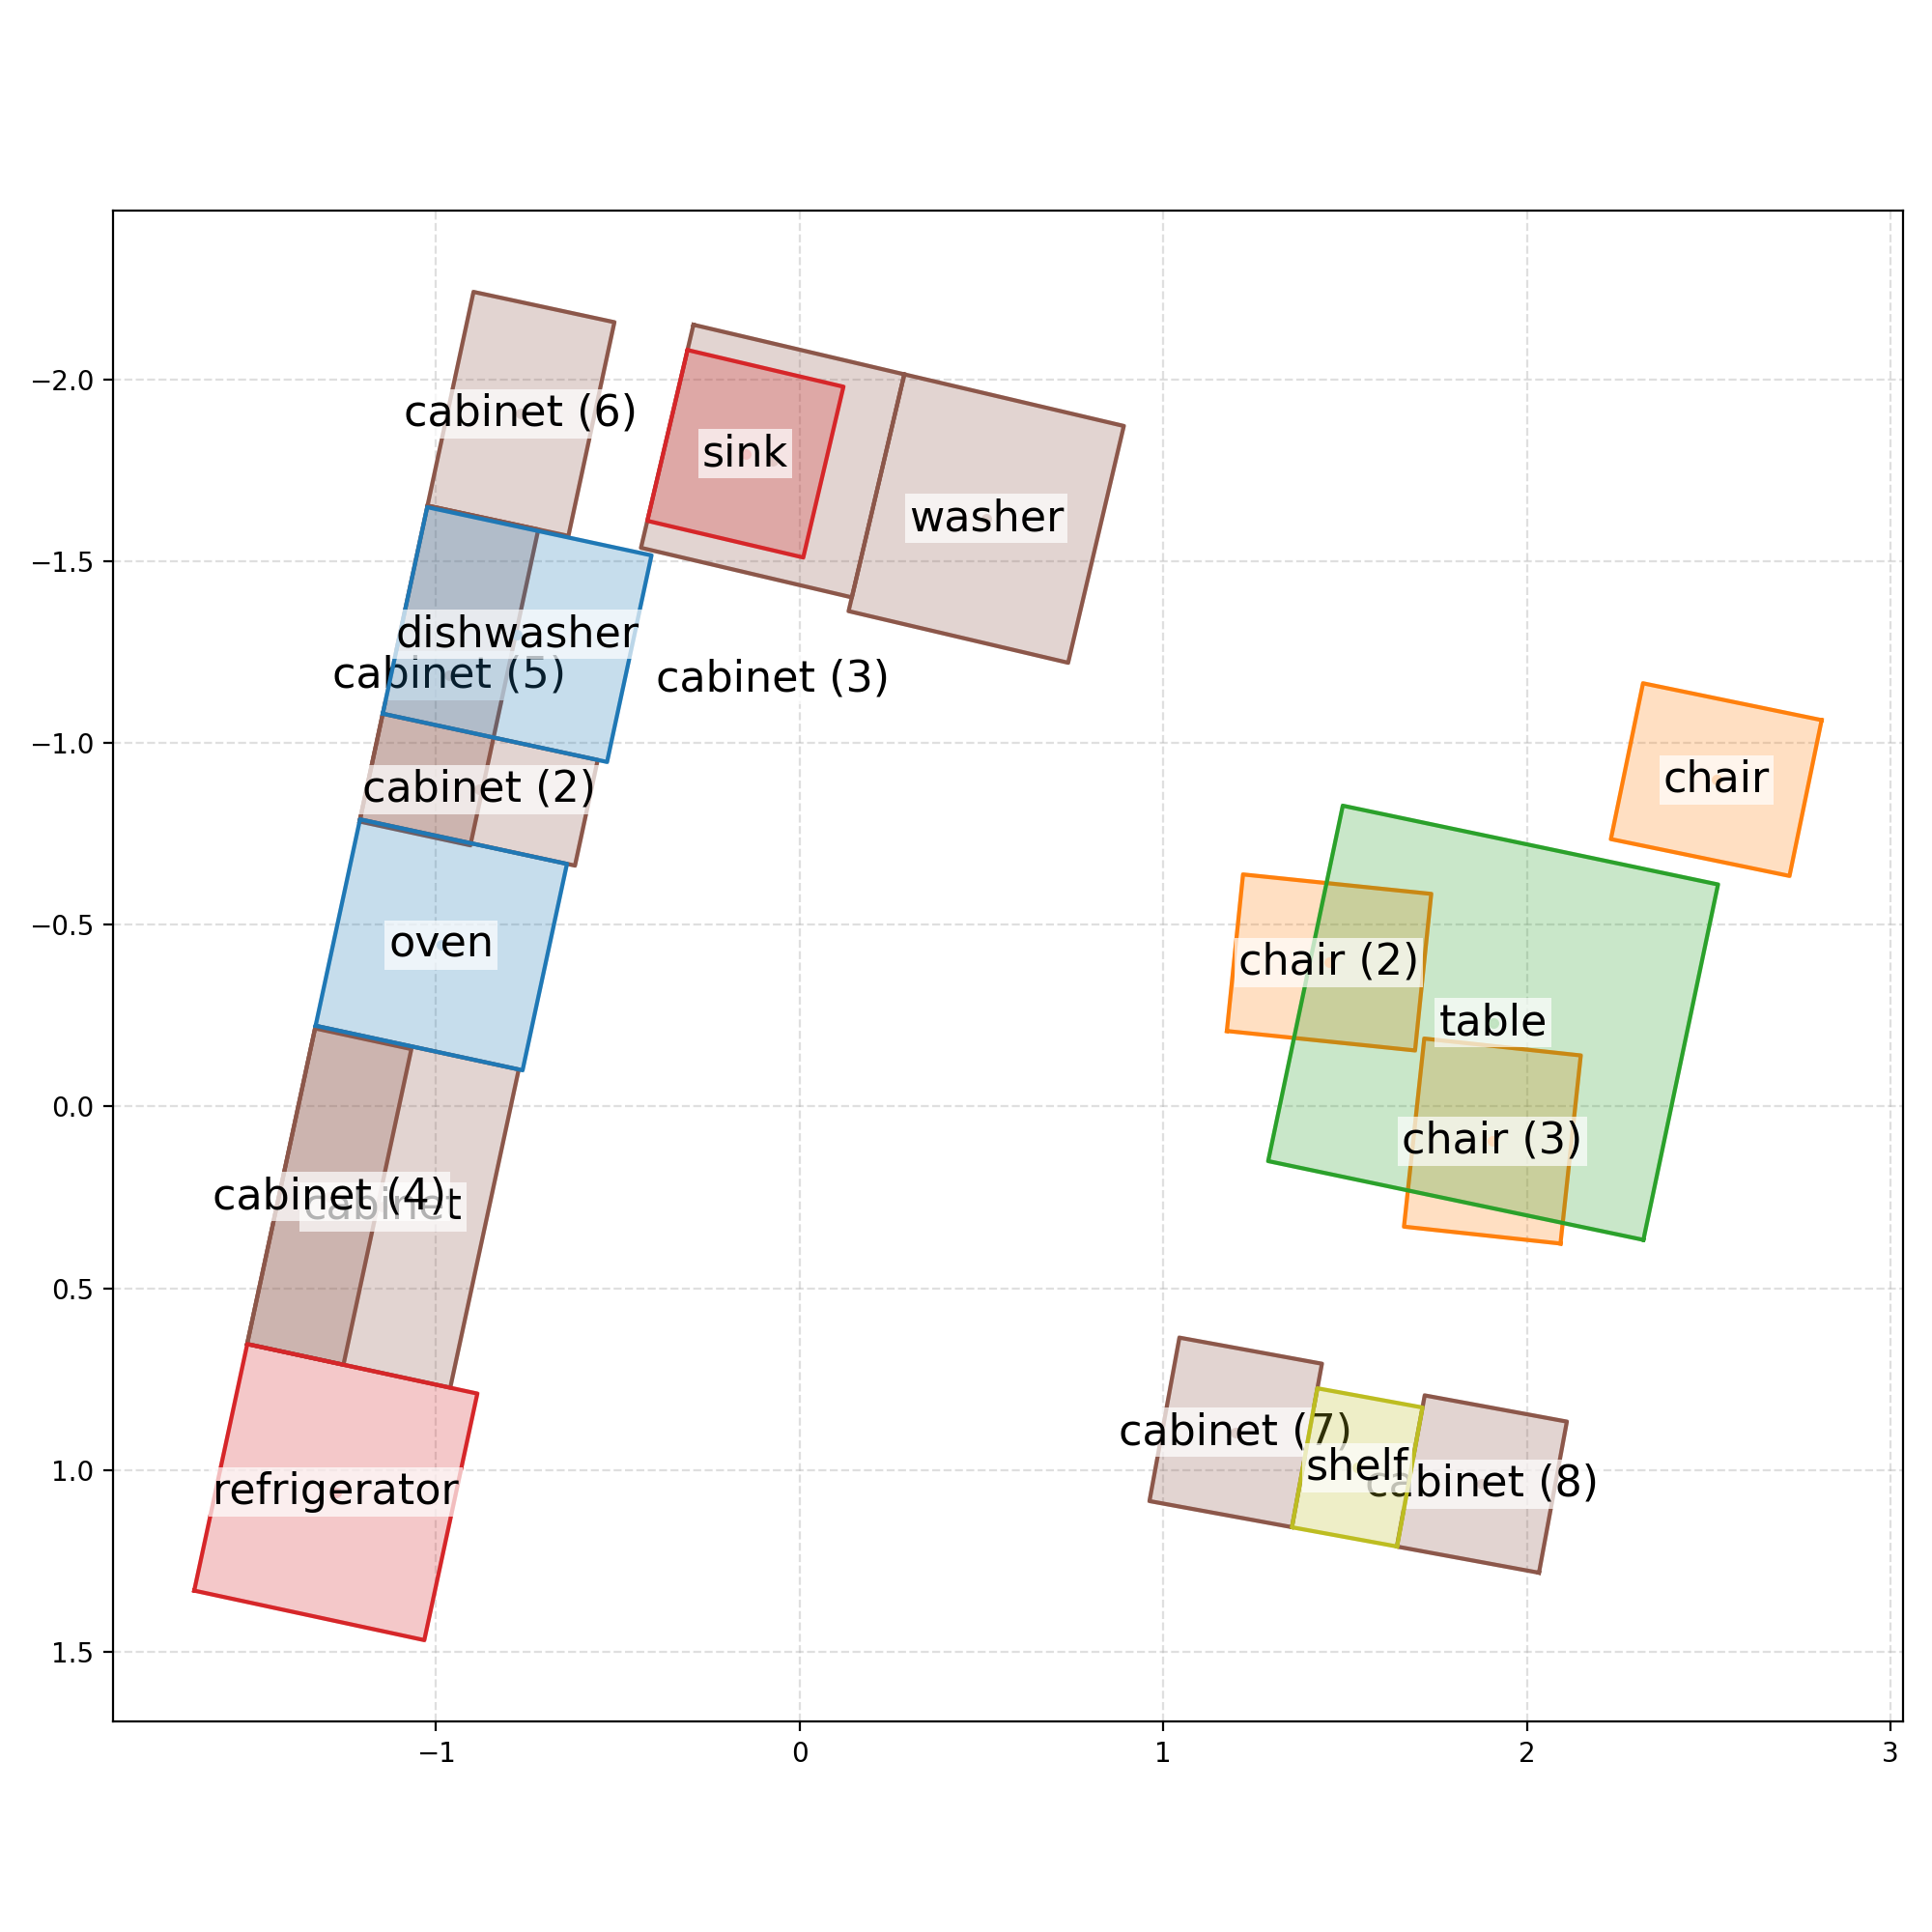 cabinet (6)
sink
washer
dishwasher
cabinet (5)
cabinet (3)
cabinet (2)
chair
oven
chair (2)
table
chair (3)
cabinet (4)
cabinet
cabinet (7)
shelf
cabinet (8)
refrigerator
−2.0
−1.5
−1.0
−0.5
0.0
0.5
1.0
1.5
−1
0
1
2
3